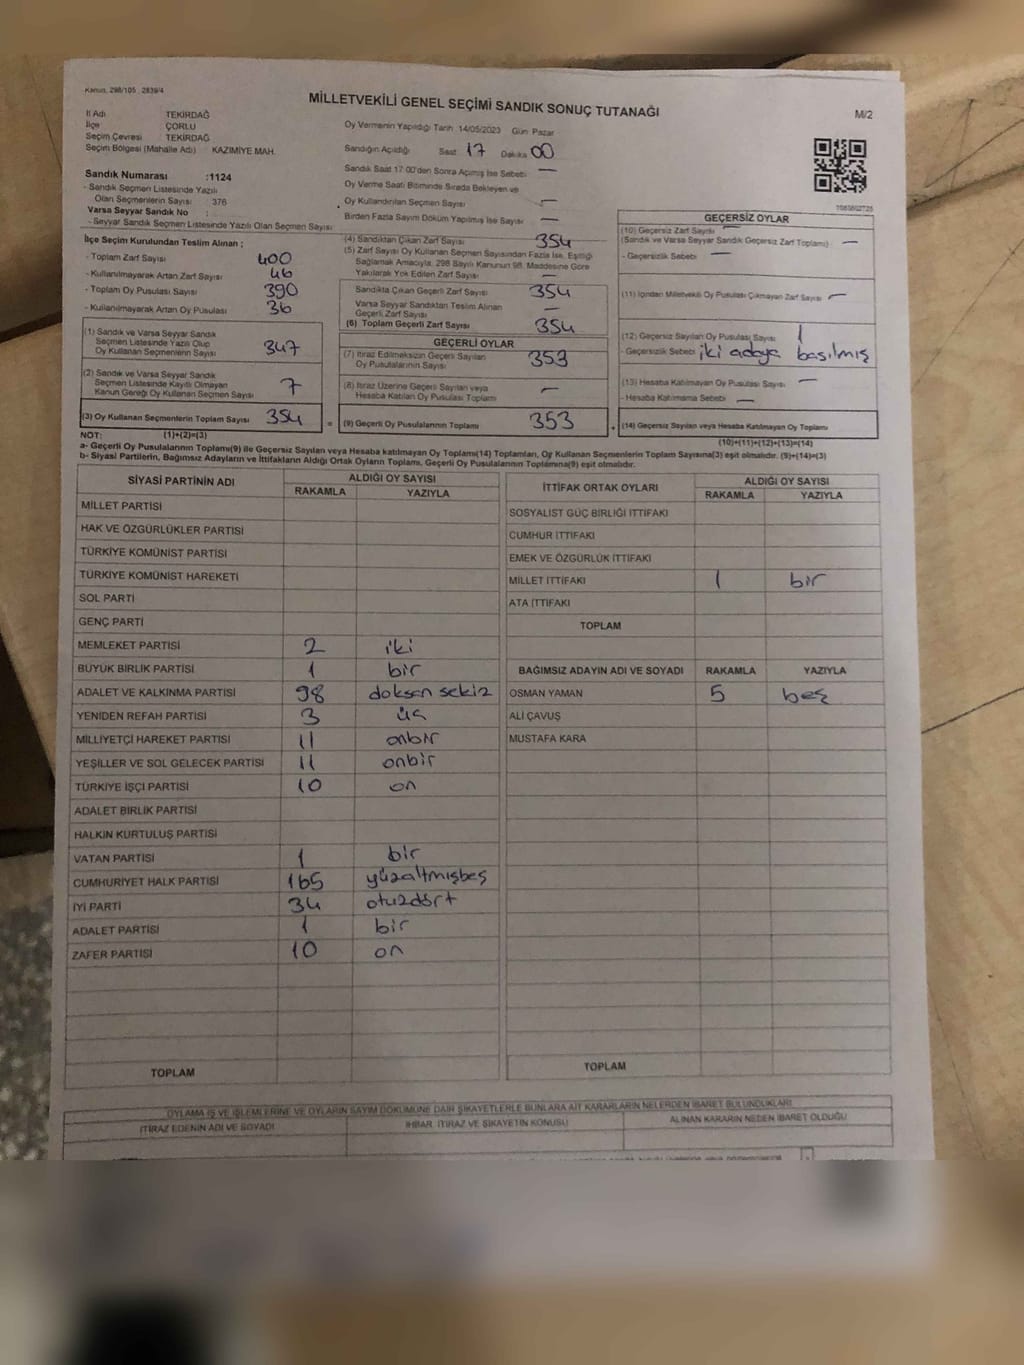 Kanun, 298/105 , 2839/4
MİLLETVEKİLİ GENEL SEÇİMİ SANDIK SONUÇ TUTANAĞI
M/2
İl Adı TEKİRDAĞ
İlçe ÇORLU
Seçim Çevresi TEKİRDAĞ
Seçim Bölgesi (Mahalle Adı) KAZIMİYE MAH.
Sandık Numarası :1124
- Sandık Seçmen Listesinde Yazılı
Olan Seçmenlerin Sayısı 376
Varsa Seyyar Sandık No :
- Seyyar Sandık Seçmen Listesinde Yazılı Olan Seçmen Sayısı
Oy Vermenin Yapıldığı Tarih 14/05/2023 Gün Pazar
Sandığın Açıldığı Saat 17 Dakika 00
Sandık Saat 17:00'den Sonra Açılmış İse Sebebi —
Oy Verme Saati Bitiminde Sırada Bekleyen ve
Oy Kullandırılan Seçmen Sayısı —
Birden Fazla Sayım Döküm Yapılmış İse Sayısı —
İlçe Seçim Kurulundan Teslim Alınan ;
- Toplam Zarf Sayısı 400
- Kullanılmayarak Artan Zarf Sayısı 46
- Toplam Oy Pusulası Sayısı 390
- Kullanılmayarak Artan Oy Pusulası 36
(1) Sandık ve Varsa Seyyar Sandık
Seçmen Listesinde Yazılı Olup
Oy Kullanan Seçmenlerin Sayısı 347
(2) Sandık ve Varsa Seyyar Sandık
Seçmen Listesinde Kayıtlı Olmayan
Kanun Gereği Oy Kullanan Seçmen Sayısı 7
(3) Oy Kullanan Seçmenlerin Toplam Sayısı 354
(4) Sandıktan Çıkan Zarf Sayısı 354
(5) Zarf Sayısı Oy Kullanan Seçmen Sayısından Fazla İse, Eşitliği
Sağlamak Amacıyla, 298 Sayılı Kanunun 98. Maddesine Göre
Yakılarak Yok Edilen Zarf Sayısı —
Sandıkta Çıkan Geçerli Zarf Sayısı 354
Varsa Seyyar Sandıktan Teslim Alınan
Geçerli Zarf Sayısı —
(6) Toplam Geçerli Zarf Sayısı 354
GEÇERLİ OYLAR
(7) İtiraz Edilmeksizin Geçerli Sayılan
Oy Pusulalarının Sayısı 353
(8) İtiraz Üzerine Geçerli Sayılan veya
Hesaba Katılan Oy Pusulası Toplamı —
= (9) Geçerli Oy Pusulalarının Toplamı 353
1083802725
GEÇERSİZ OYLAR
(10) Geçersiz Zarf Sayısı —
(Sandık ve Varsa Seyyar Sandık Geçersiz Zarf Toplamı) —
- Geçersizlik Sebebi —
(11) İçinden Milletvekili Oy Pusulası Çıkmayan Zarf Sayısı —
(12) Geçersiz Sayılan Oy Pusulası Sayısı 1
- Geçersizlik Sebebi iki adaya basılmış
(13) Hesaba Katılmayan Oy Pusulası Sayısı —
- Hesaba Katılmama Sebebi —
+ (14) Geçersiz Sayılan veya Hesaba Katılmayan Oy Toplamı
NOT: (1)+(2)=(3)
(10)+(11)+(12)+(13)=(14)
a- Geçerli Oy Pusulalarının Toplamı(9) ile Geçersiz Sayılan veya Hesaba katılmayan Oy Toplamı(14) Toplamları, Oy Kullanan Seçmenlerin Toplam Sayısına(3) eşit olmalıdır. (9)+(14)=(3)
b- Siyasi Partilerin, Bağımsız Adayların ve İttifakların Aldığı Ortak Oyların Toplamı, Geçerli Oy Pusulalarının Toplamına(9) eşit olmalıdır.
SİYASİ PARTİNİN ADI ALDIĞI OY SAYISI
RAKAMLA YAZIYLA
MİLLET PARTİSİ
HAK VE ÖZGÜRLÜKLER PARTİSİ
TÜRKİYE KOMÜNİST PARTİSİ
TÜRKİYE KOMÜNİST HAREKETİ
SOL PARTİ
GENÇ PARTİ
MEMLEKET PARTİSİ 2 iki
BÜYÜK BİRLİK PARTİSİ 1 bir
ADALET VE KALKINMA PARTİSİ 98 doksan sekiz
YENİDEN REFAH PARTİSİ 3 üç
MİLLİYETÇİ HAREKET PARTİSİ 11 onbir
YEŞİLLER VE SOL GELECEK PARTİSİ 11 onbir
TÜRKİYE İŞÇİ PARTİSİ 10 on
ADALET BİRLİK PARTİSİ
HALKIN KURTULUŞ PARTİSİ
VATAN PARTİSİ 1 bir
CUMHURİYET HALK PARTİSİ 165 yüzaltmışbeş
İYİ PARTİ 34 otuzdört
ADALET PARTİSİ 1 bir
ZAFER PARTİSİ 10 on
TOPLAM
İTTİFAK ORTAK OYLARI ALDIĞI OY SAYISI
RAKAMLA YAZIYLA
SOSYALİST GÜÇ BİRLİĞİ İTTİFAKI
CUMHUR İTTİFAKI
EMEK VE ÖZGÜRLÜK İTTİFAKI
MİLLET İTTİFAKI 1 bir
ATA İTTİFAKI
TOPLAM
BAĞIMSIZ ADAYIN ADI VE SOYADI RAKAMLA YAZIYLA
OSMAN YAMAN 5 beş
ALİ ÇAVUŞ
MUSTAFA KARA
TOPLAM
OYLAMA İŞ VE İŞLEMLERİNE VE OYLARIN SAYIM DÖKÜMÜNE DAİR ŞİKAYETLERLE BUNLARA AİT KARARLARIN NELERDEN İBARET BULUNDUKLARI
İTİRAZ EDENİN ADI VE SOYADI İHBAR, İTİRAZ VE ŞİKAYETİN KONUSU ALINAN KARARIN NEDEN İBARET OLDUĞU